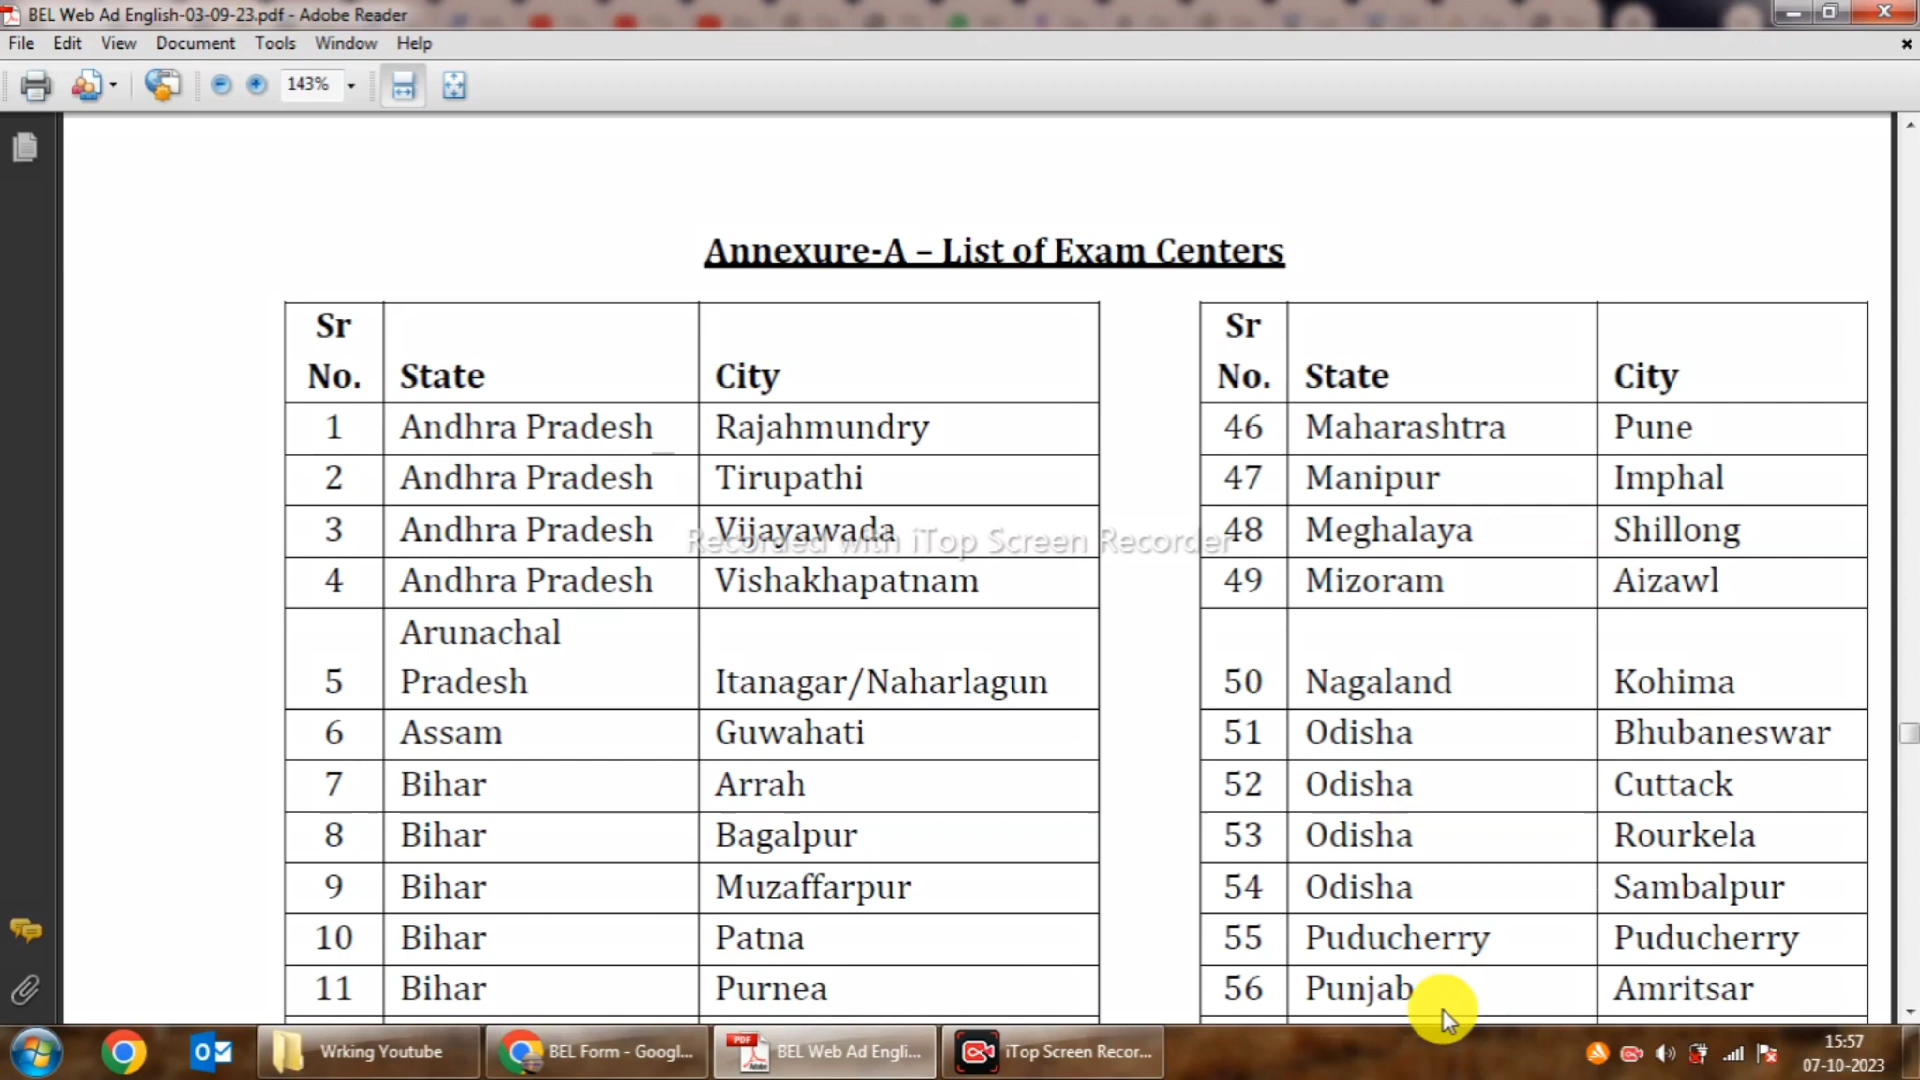 BEL Web Ad English-03-09-23.pdf - Adobe Reader
File Edit View Document Tools Window Help
143%
Annexure-A – List of Exam Centers
Sr No. State City
1 Andhra Pradesh Rajahmundry
2 Andhra Pradesh Tirupathi
3 Andhra Pradesh Vijayawada
4 Andhra Pradesh Vishakhapatnam
5 Arunachal Pradesh Itanagar/Naharlagun
6 Assam Guwahati
7 Bihar Arrah
8 Bihar Bagalpur
9 Bihar Muzaffarpur
10 Bihar Patna
11 Bihar Purnea
Sr No. State City
46 Maharashtra Pune
47 Manipur Imphal
48 Meghalaya Shillong
49 Mizoram Aizawl
50 Nagaland Kohima
51 Odisha Bhubaneswar
52 Odisha Cuttack
53 Odisha Rourkela
54 Odisha Sambalpur
55 Puducherry Puducherry
56 Punjab Amritsar
Recorded with iTop Screen Recorder
Wrking Youtube
BEL Form - Googl...
PDF
BEL Web Ad Engli...
iTop Screen Recor...
15:57
07-10-2023